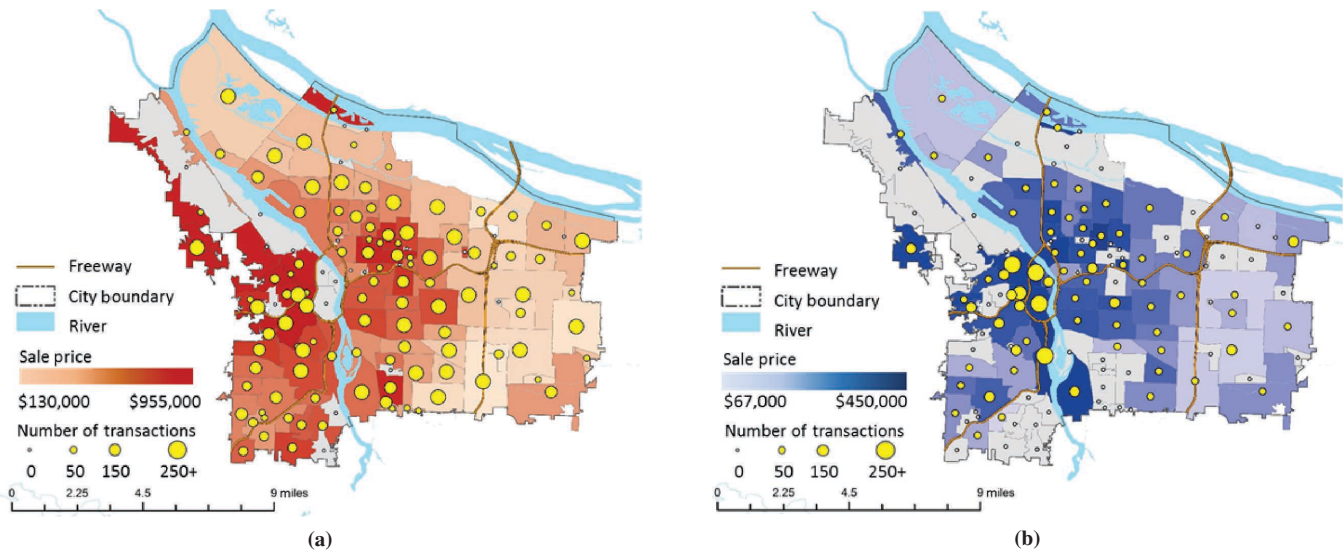 Freeway
City boundary
River
Sale price
$130,000 $955,000
Number of transactions
0 50 150 250+
0 2.25 4.5 9 miles
(a)
Freeway
City boundary
River
Sale price
$67,000 $450,000
Number of transactions
0 50 150 250+
0 2.25 4.5 9 miles
(b)